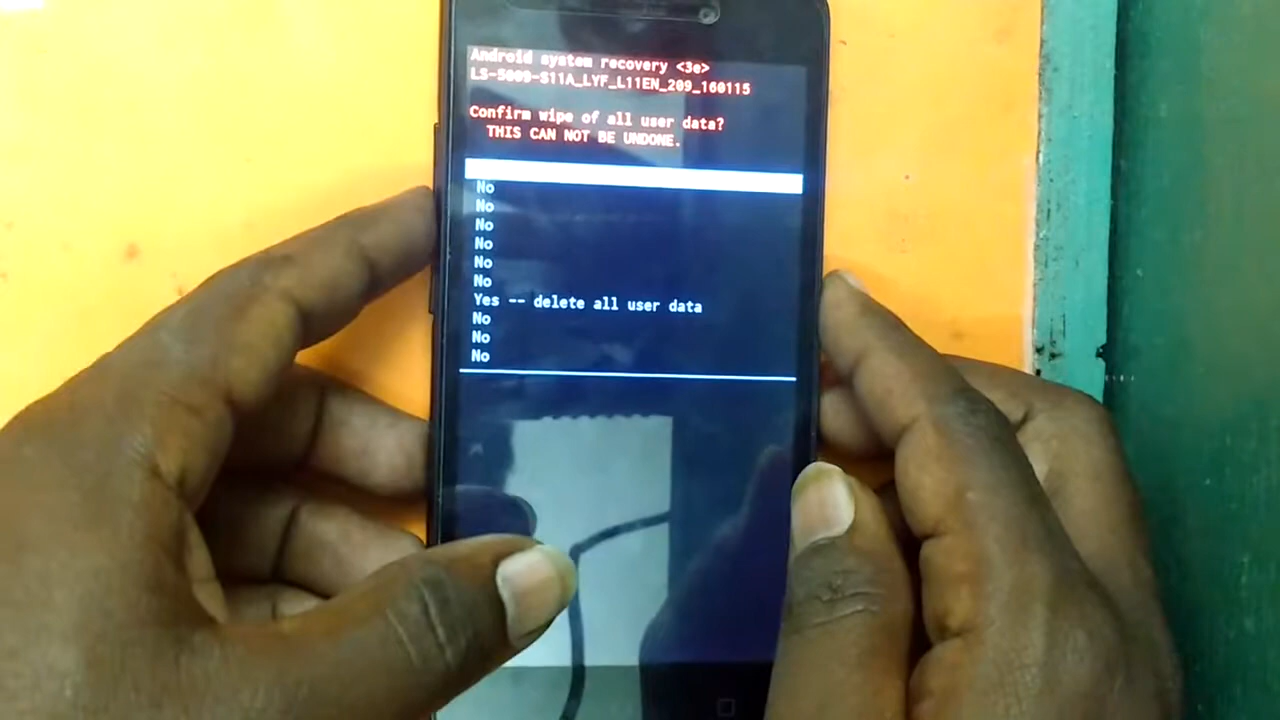 Android system recovery <3e>
LS-5009-S11A_LYF_L11EN_209_160115
Confirm wipe of all user data?
THIS CAN NOT BE UNDONE.
No
No
No
No
No
No
Yes -- delete all user data
No
No
No